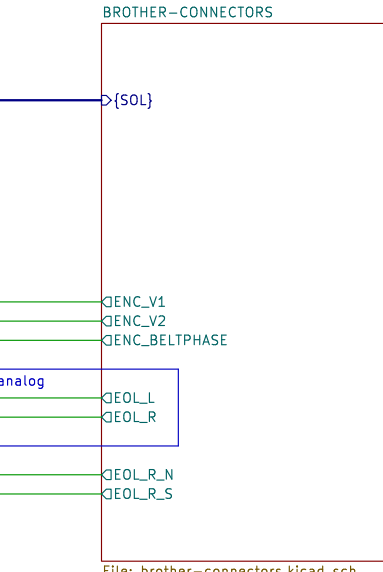 BROTHER-CONNECTORS
{SOL}
ENC_V1
ENC_V2
ENC_BELTPHASE
analog
EOL_L
EOL_R
EOL_R_N
EOL_R_S
File: brother-connectors.kicad_sch